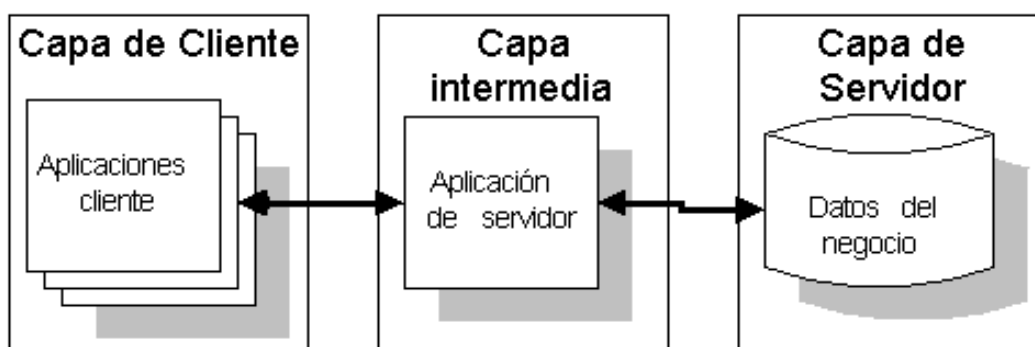 Capa de Cliente
Aplicaciones
cliente
Capa
intermedia
Aplicación
de servidor
Capa de
Servidor
Datos del
negocio